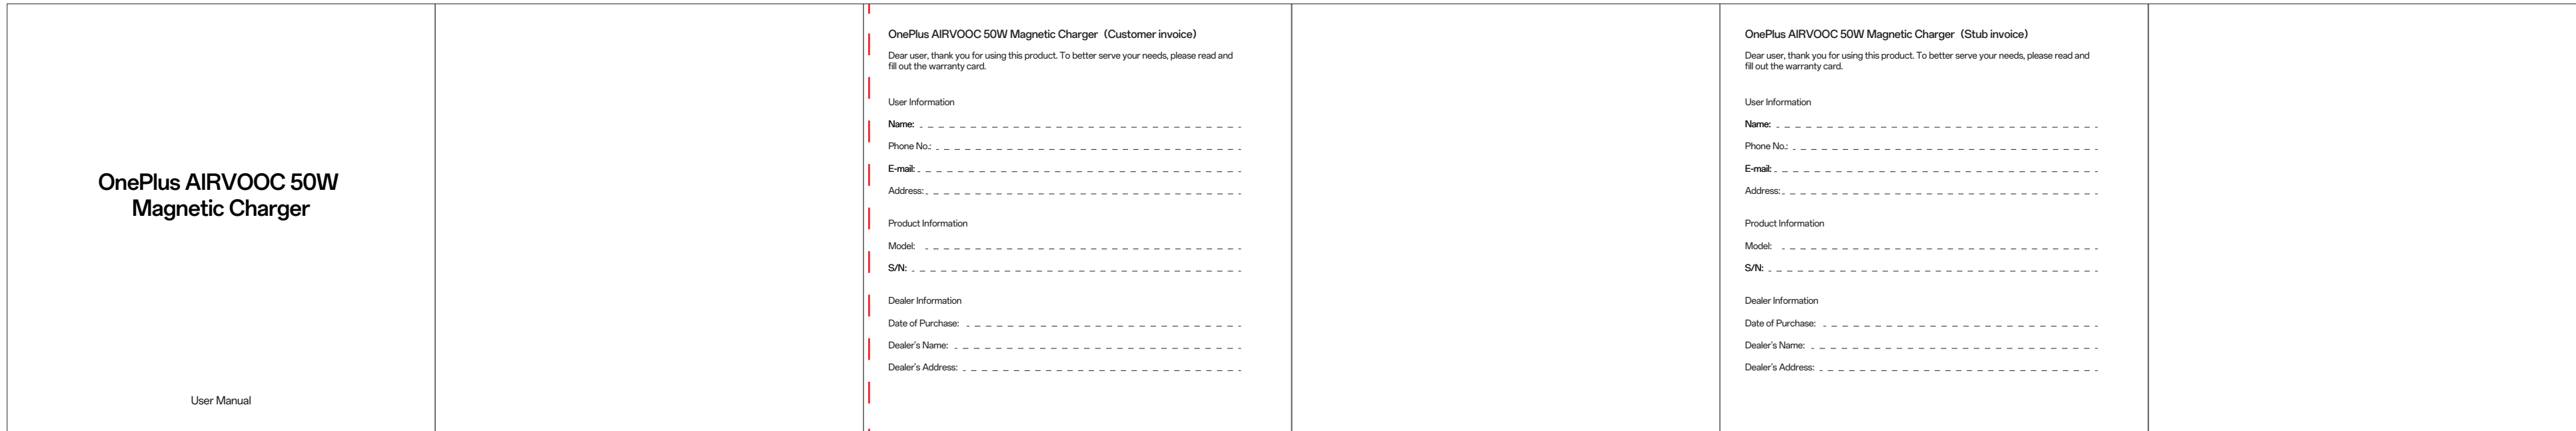 OnePlus AIRVOOC 50W
Magnetic Charger
User Manual
OnePlus AIRVOOC 50W Magnetic Charger (Customer invoice)
Dear user, thank you for using this product. To better serve your needs, please read and
fill out the warranty card.
User Information
Name:
Phone No.:
E-mail:
Address:
Product Information
Model:
S/N:
Dealer Information
Date of Purchase:
Dealer's Name:
Dealer's Address:
OnePlus AIRVOOC 50W Magnetic Charger (Stub invoice)
Dear user, thank you for using this product. To better serve your needs, please read and
fill out the warranty card.
User Information
Name:
Phone No.:
E-mail:
Address:
Product Information
Model:
S/N:
Dealer Information
Date of Purchase:
Dealer's Name:
Dealer's Address: